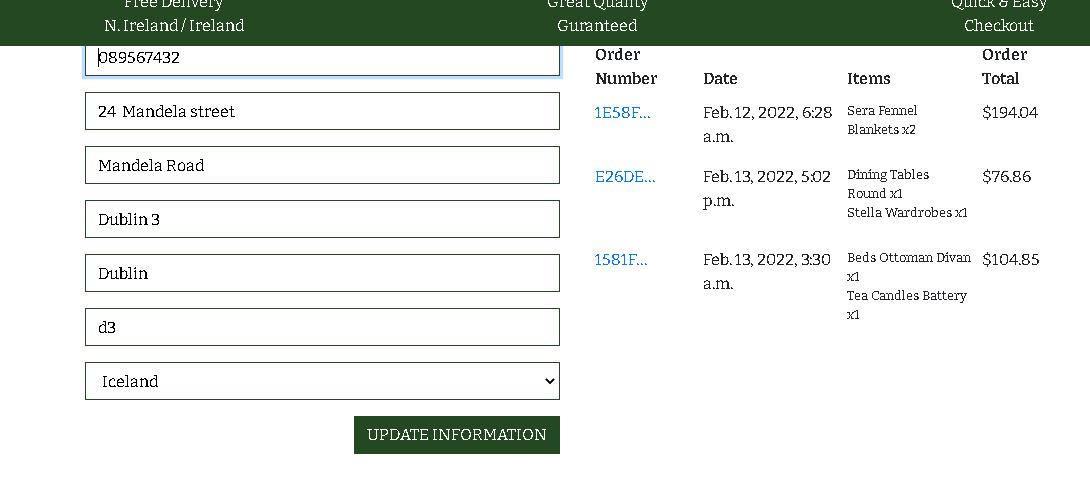 Free Delivery
N. Ireland / Ireland
Great Quality
Guranteed
Quick & Easy
Checkout
089567432
24 Mandela street
Mandela Road
Dublin 3
Dublin
d3
Iceland
UPDATE INFORMATION
Order
Number Date Items Order
Total
1E58F... Feb. 12, 2022, 6:28
a.m. Sera Fennel
Blankets x2 $194.04
E26DE... Feb. 13, 2022, 5:02
p.m. Dining Tables
Round x1
Stella Wardrobes x1 $76.86
1581F... Feb. 13, 2022, 3:30
a.m. Beds Ottoman Divan
x1
Tea Candles Battery
x1 $104.85